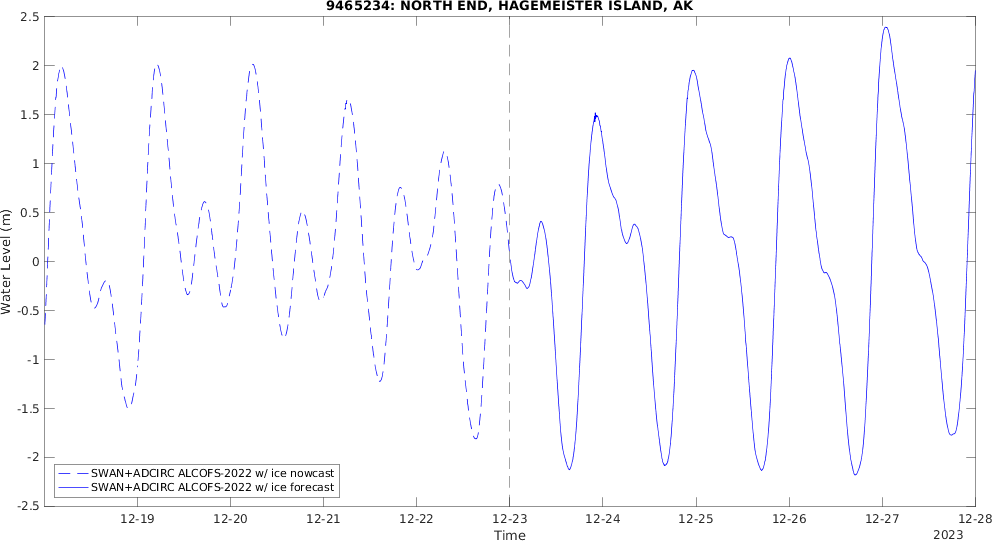 9465234: NORTH END, HAGEMEISTER ISLAND, AK
2.5
2
1.5
1
0.5
0
-0.5
-1
-1.5
-2
-2.5
Water Level (m)
SWAN+ADCIRC ALCOFS-2022 w/ ice nowcast
SWAN+ADCIRC ALCOFS-2022 w/ ice forecast
12-19 12-20 12-21 12-22 12-23 12-24 12-25 12-26 12-27 12-28
Time
2023